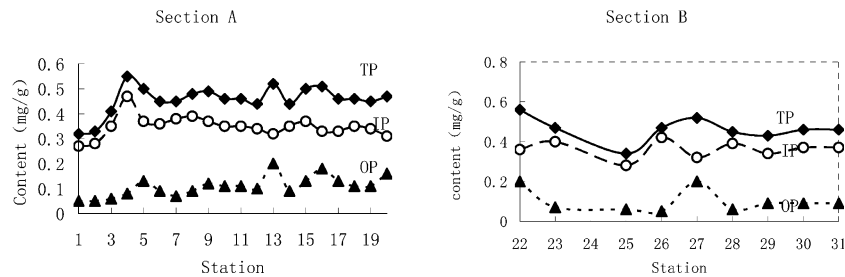 Section A
Section B
Content (mg/g)
0.6
0.5
0.4
0.3
0.2
0.1
0
TP
IP
OP
1 3 5 7 9 11 13 15 17 19
Station
content (mg/g)
0.8
0.6
0.4
0.2
0
TP
IP
OP
22 23 24 25 26 27 28 29 30 31
Station